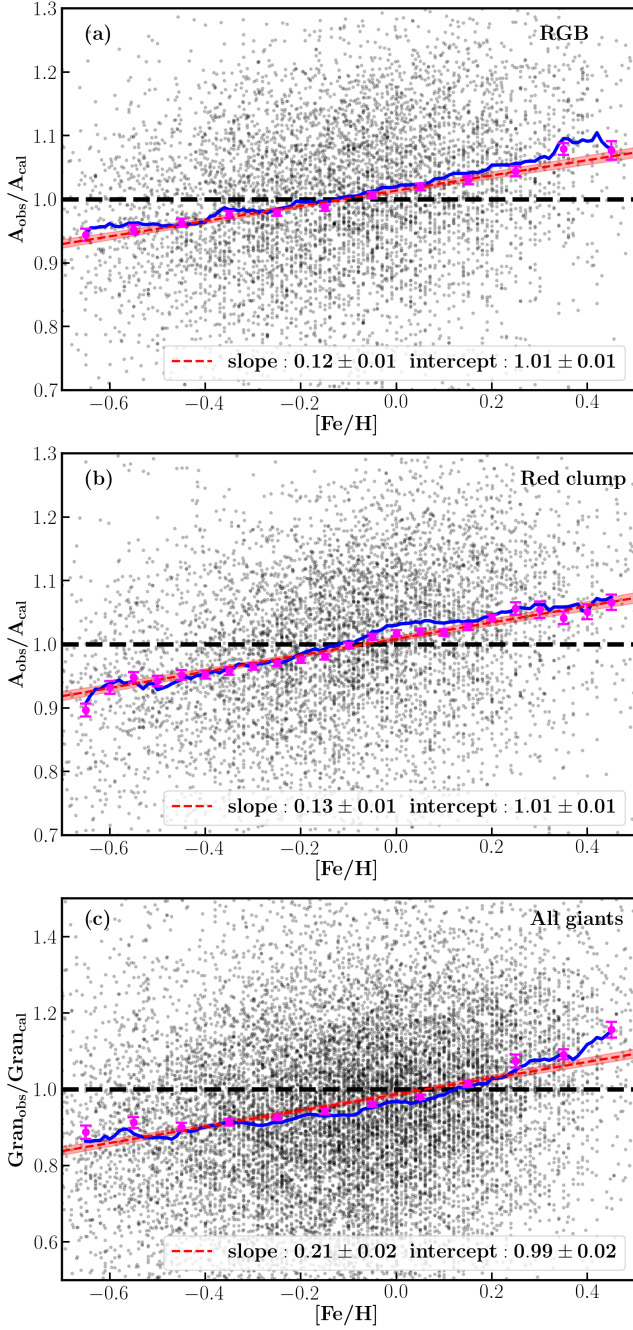 (a) RGB
1.3
1.2
1.1
1.0
0.9
0.8
0.7
A_obs/A_cal
slope : 0.12 ± 0.01 intercept : 1.01 ± 0.01
−0.6 −0.4 −0.2 0.0 0.2 0.4
[Fe/H]
(b) Red clump
1.3
1.2
1.1
1.0
0.9
0.8
0.7
A_obs/A_cal
slope : 0.13 ± 0.01 intercept : 1.01 ± 0.01
−0.6 −0.4 −0.2 0.0 0.2 0.4
[Fe/H]
(c) All giants
1.4
1.2
1.0
0.8
0.6
Gran_obs/Gran_cal
slope : 0.21 ± 0.02 intercept : 0.99 ± 0.02
−0.6 −0.4 −0.2 0.0 0.2 0.4
[Fe/H]